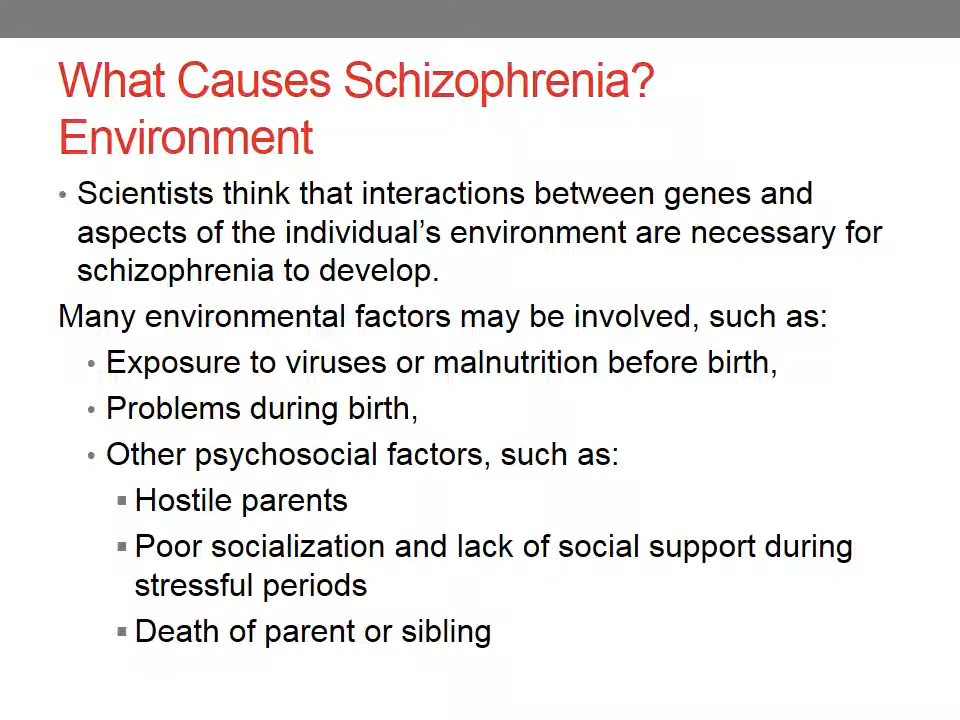 What Causes Schizophrenia?
Environment
• Scientists think that interactions between genes and
aspects of the individual’s environment are necessary for
schizophrenia to develop.
Many environmental factors may be involved, such as:
• Exposure to viruses or malnutrition before birth,
• Problems during birth,
• Other psychosocial factors, such as:
▪ Hostile parents
▪ Poor socialization and lack of social support during
stressful periods
▪ Death of parent or sibling